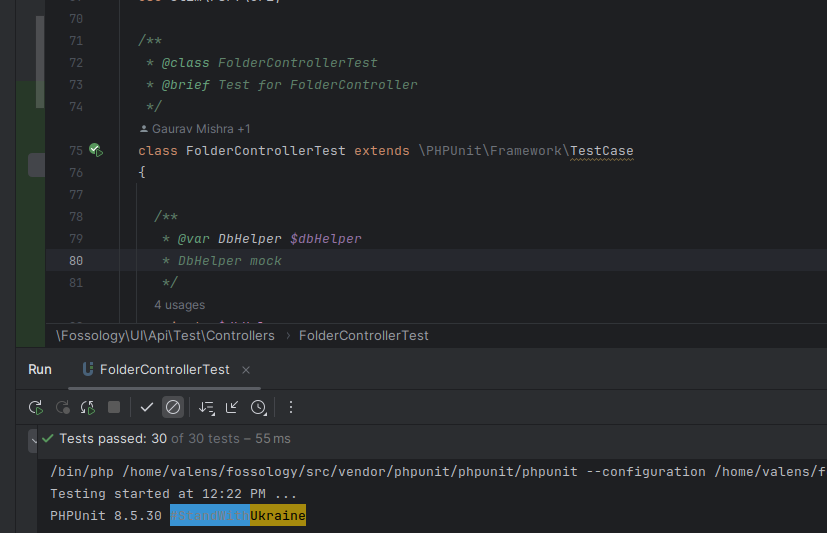 70
71 /**
72 * @class FolderControllerTest
73 * @brief Test for FolderController
74 */
Gaurav Mishra +1
75 class FolderControllerTest extends \PHPUnit\Framework\TestCase
76 {
77
78 /**
79 * @var DbHelper $dbHelper
80 * DbHelper mock
81 */
4 usages
\Fossology\UI\Api\Test\Controllers › FolderControllerTest
Run FolderControllerTest ×
Tests passed: 30 of 30 tests – 55 ms
/bin/php /home/valens/fossology/src/vendor/phpunit/phpunit/phpunit --configuration /home/valens/f
Testing started at 12:22 PM ...
PHPUnit 8.5.30 #StandWithUkraine